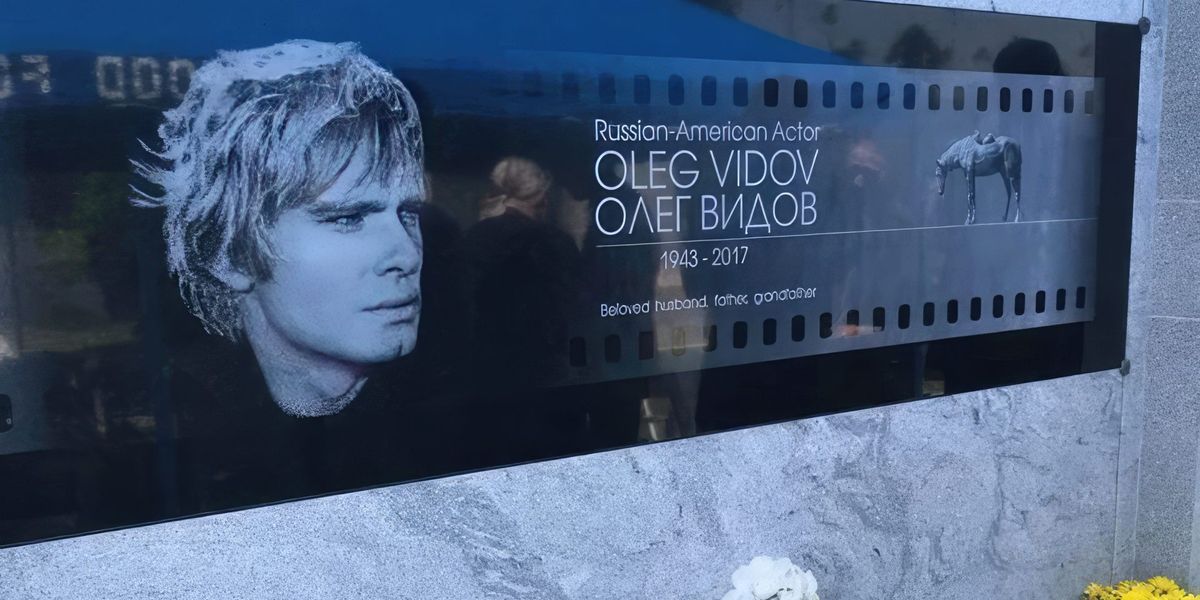 Russian-American Actor
OLEG VIDOV
ОЛЕГ ВИДОВ
1943 - 2017
Beloved husband, father, grandfather